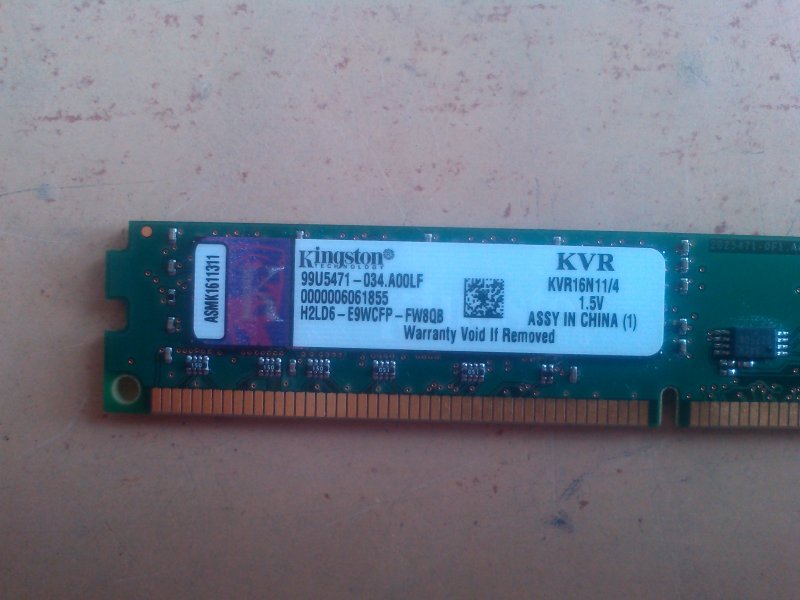 ASMK1611311
Kingston
TECHNOLOGY
99U5471-034.A00LF
0000006061855
H2LD6-E9WCFP-FW8QB
Warranty Void If Removed
KVR
KVR16N11/4
1.5V
ASSY IN CHINA (1)